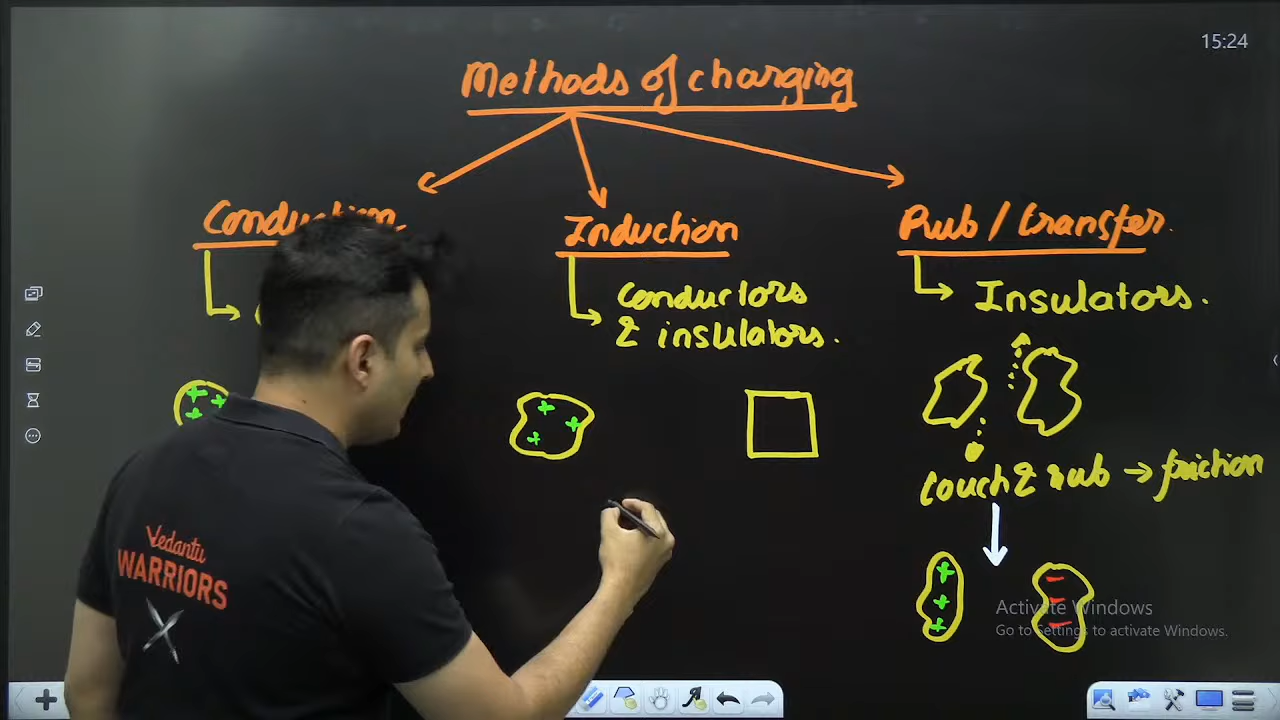 15:24
Methods of charging
Conduction
Induction
Rub / transfer.
Conductors
& insulators.
Insulators.
+ +
+
+
+
+
touch & rub → friction
+
+
+
-
-
-
Activate Windows
Go to Settings to activate Windows.
Vedantu
WARRIORS